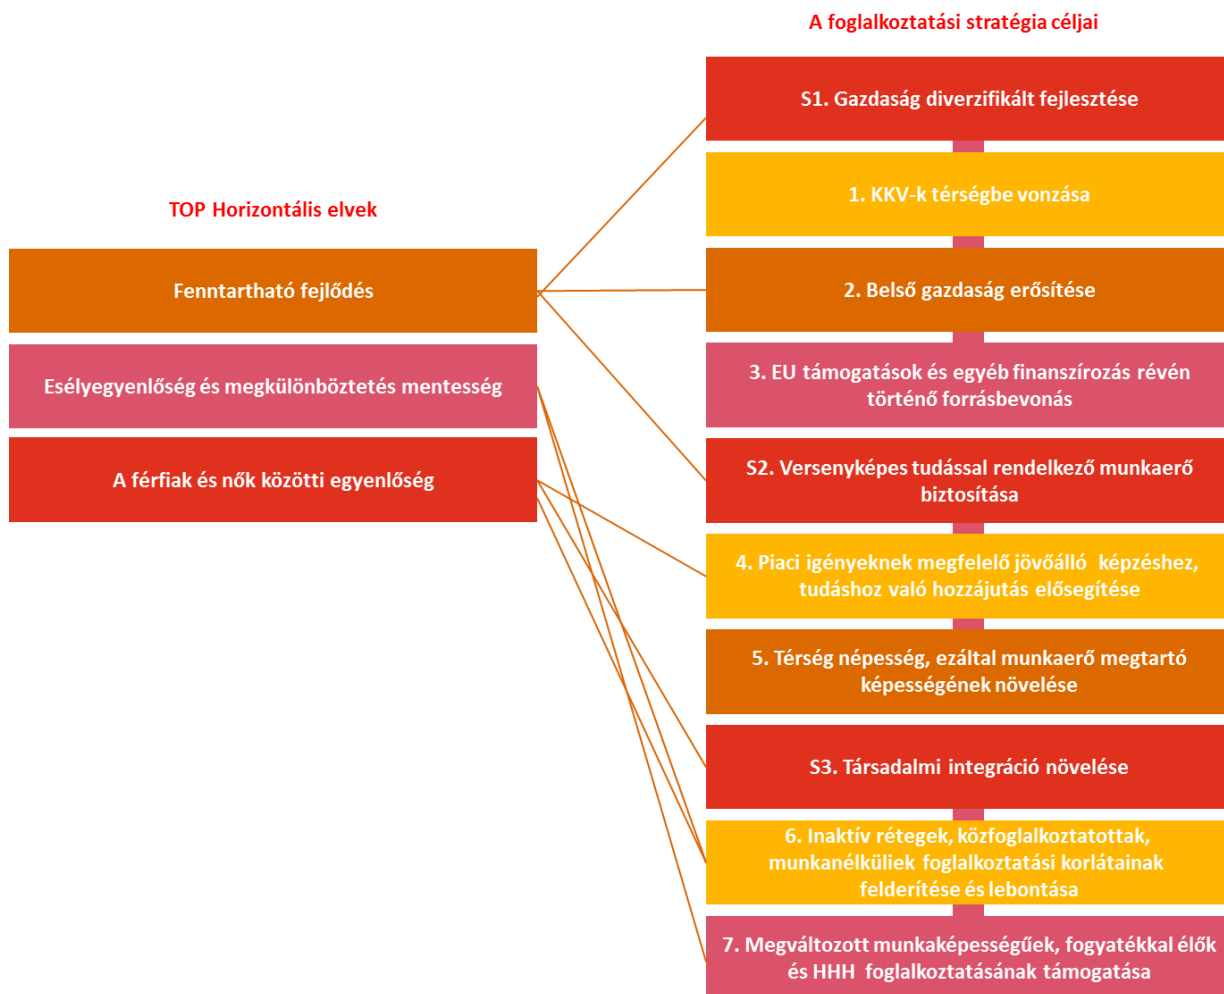 TOP Horizontális elvek
Fenntartható fejlődés
Esélyegyenlőség és megkülönböztetés mentesség
A férfiak és nők közötti egyenlőség
A foglalkoztatási stratégia céljai
S1. Gazdaság diverzifikált fejlesztése
1. KKV-k térségbe vonzása
2. Belső gazdaság erősítése
3. EU támogatások és egyéb finanszírozás révén
történő forrásbevonás
S2. Versenyképes tudással rendelkező munkaerő
biztosítása
4. Piaci igényeknek megfelelő jövőálló  képzéshez,
tudáshoz való hozzájutás elősegítése
5. Térség népesség, ezáltal munkaerő megtartó
képességének növelése
S3. Társadalmi integráció növelése
6. Inaktív rétegek, közfoglalkoztatottak,
munkanélküliek foglalkoztatási korlátainak
felderítése és lebontása
7. Megváltozott munkaképességűek, fogyatékkal élők
és HHH  foglalkoztatásának támogatása